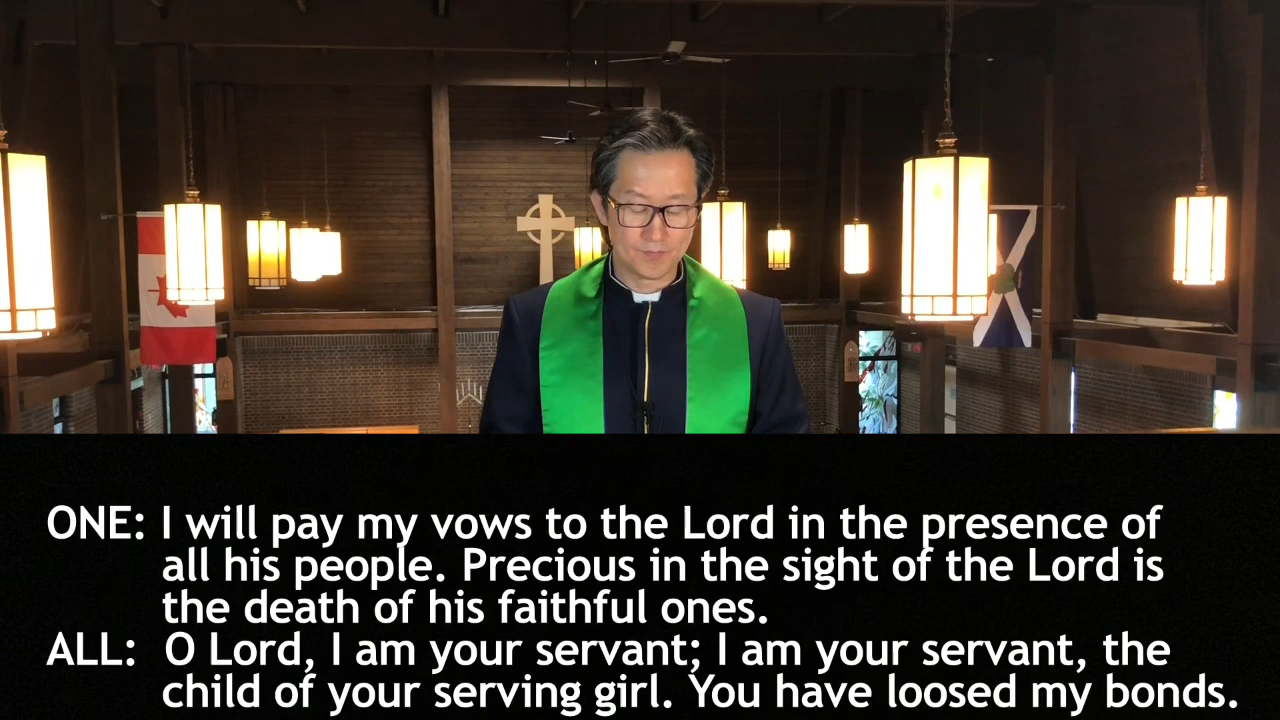 ONE: I will pay my vows to the Lord in the presence of
all his people. Precious in the sight of the Lord is
the death of his faithful ones.
ALL: O Lord, I am your servant; I am your servant, the
child of your serving girl. You have loosed my bonds.